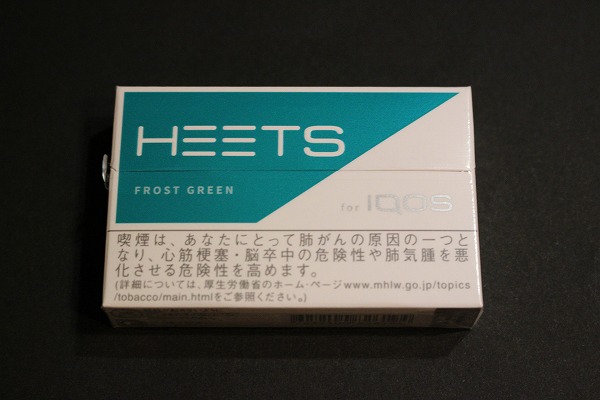 HEETS
FROST GREEN
for IQOS
喫煙は、あなたにとって肺がんの原因の一つと
なり、心筋梗塞・脳卒中の危険性や肺気腫を悪
化させる危険性を高めます。
(詳細については、厚生労働省のホーム・ページwww.mhlw.go.jp/topics
/tobacco/main.htmlをご参照ください。)